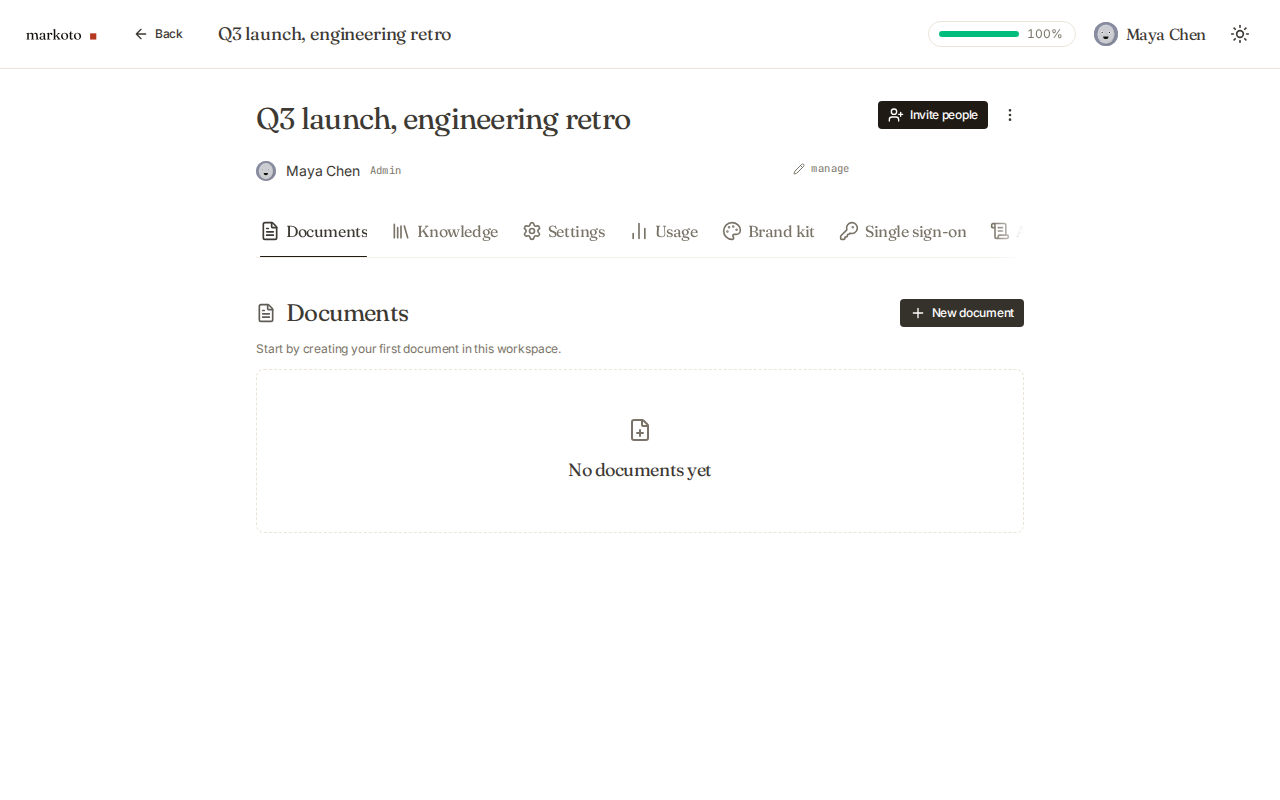 markoto
Back
Q3 launch, engineering retro
100%
Maya Chen
Q3 launch, engineering retro
Invite people
Maya Chen Admin
manage
Documents Knowledge Settings Usage Brand kit Single sign-on
Documents
New document
Start by creating your first document in this workspace.
No documents yet